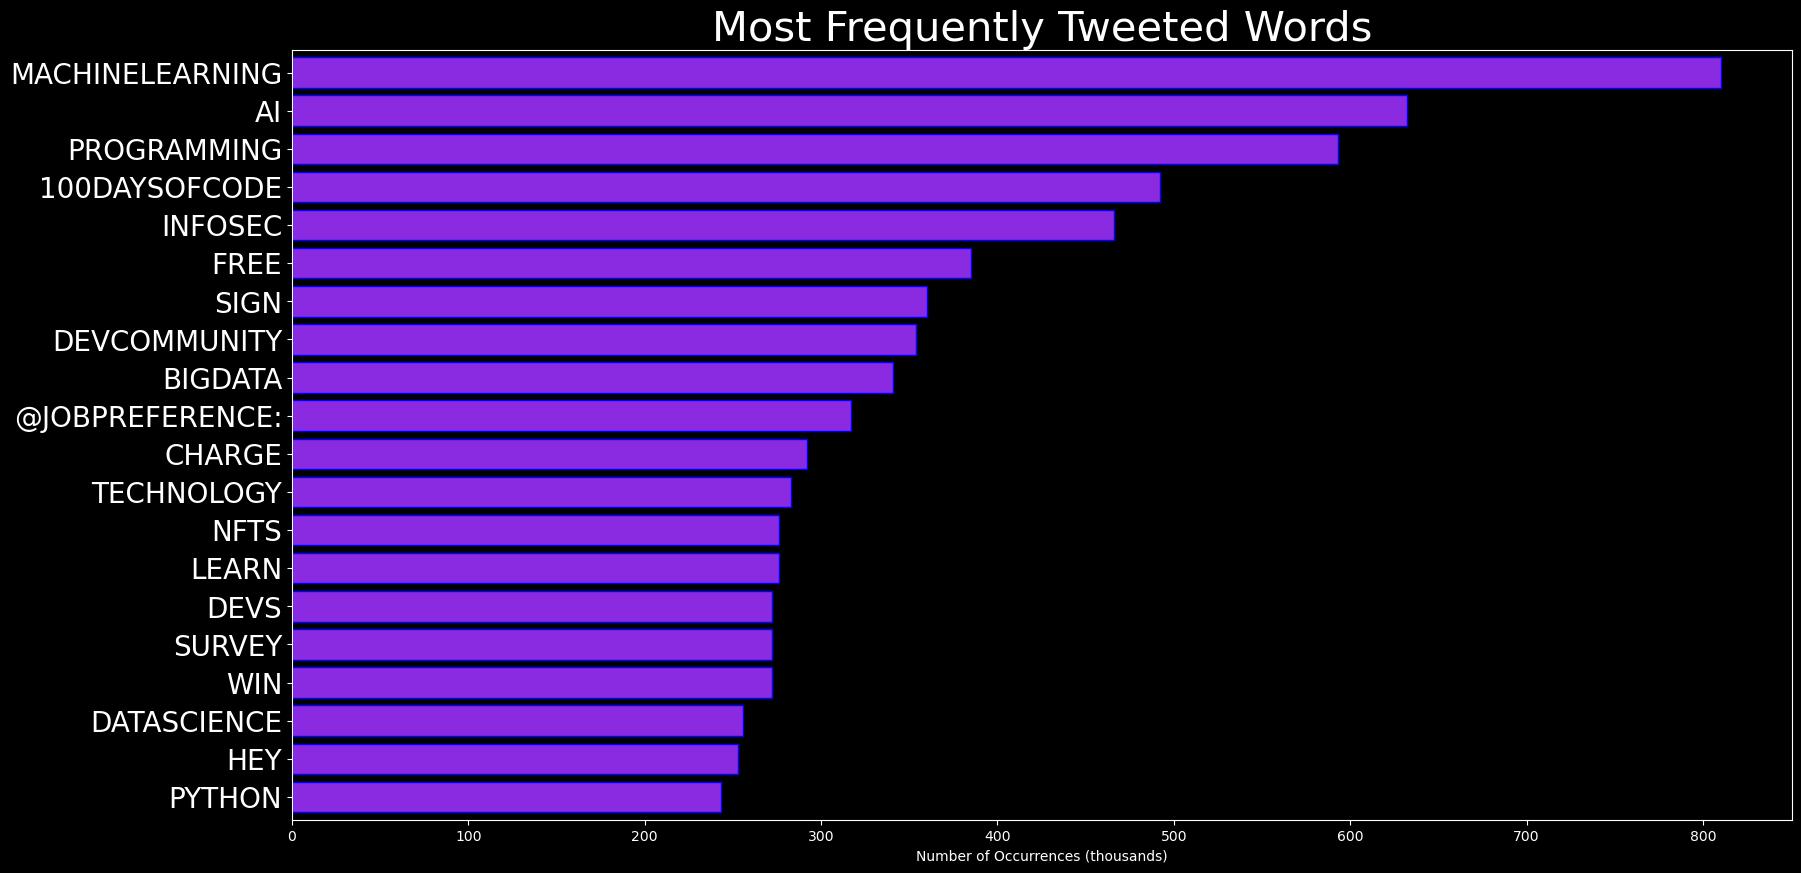 Most Frequently Tweeted Words
MACHINELEARNING
AI
PROGRAMMING
100DAYSOFCODE
INFOSEC
FREE
SIGN
DEVCOMMUNITY
BIGDATA
@JOBPREFERENCE:
CHARGE
TECHNOLOGY
NFTS
LEARN
DEVS
SURVEY
WIN
DATASCIENCE
HEY
PYTHON
0 100 200 300 400 500 600 700 800
Number of Occurrences (thousands)